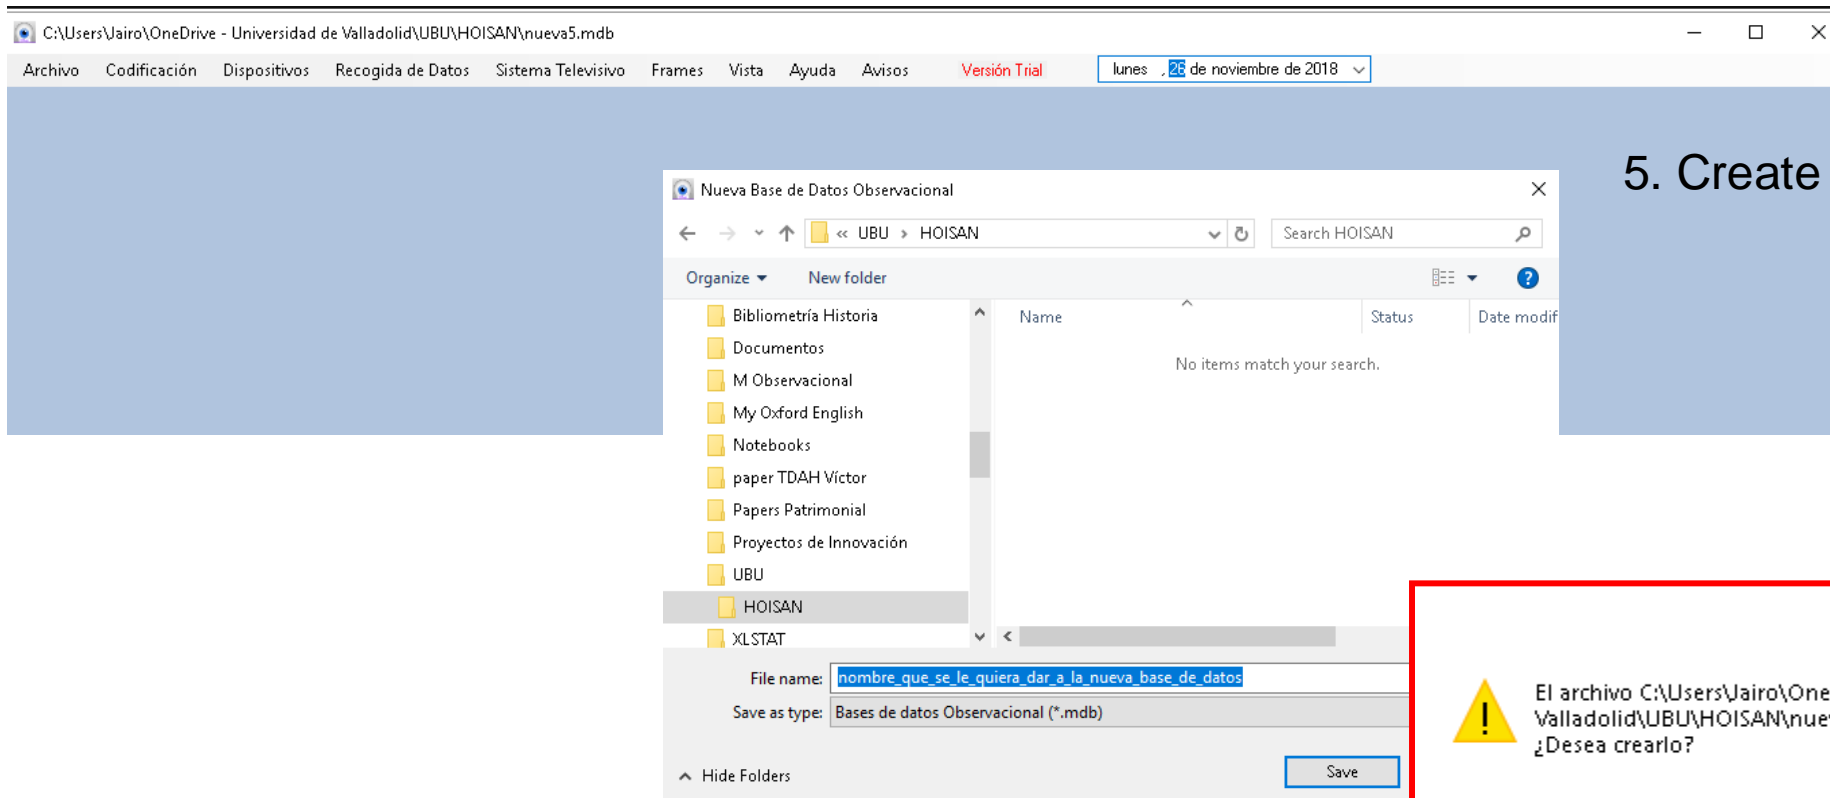 C:\Users\Jairo\OneDrive - Universidad de Valladolid\UBU\HOISAN\nueva5.mdb
Archivo Codificación Dispositivos Recogida de Datos Sistema Televisivo Frames Vista Ayuda Avisos Versión Trial lunes , 26 de noviembre de 2018
5. Create
Nueva Base de Datos Observacional
« UBU > HOISAN Search HOISAN
Organize New folder
Name Status Date modif
Bibliometría Historia
Documentos
No items match your search.
M Observacional
My Oxford English
Notebooks
paper TDAH Víctor
Papers Patrimonial
Proyectos de Innovación
UBU
HOISAN
XLSTAT
File name: nombre_que_se_le_quiera_dar_a_la_nueva_base_de_datos
Save as type: Bases de datos Observacional (*.mdb)
Hide Folders Save
El archivo C:\Users\Jairo\One
Valladolid\UBU\HOISAN\nue
¿Desea crearlo?